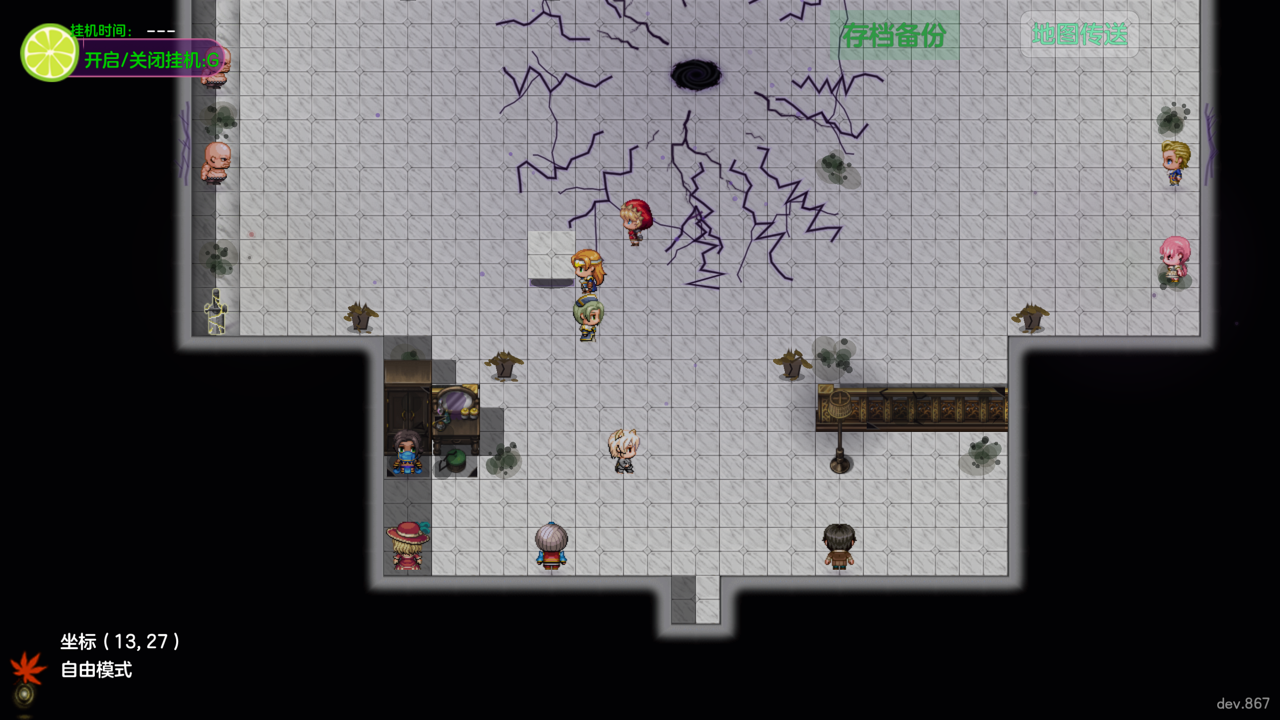 挂机时间： ---
开启/关闭挂机:G
存档备份
地图传送
坐标 ( 13, 27 )
自由模式
dev.867